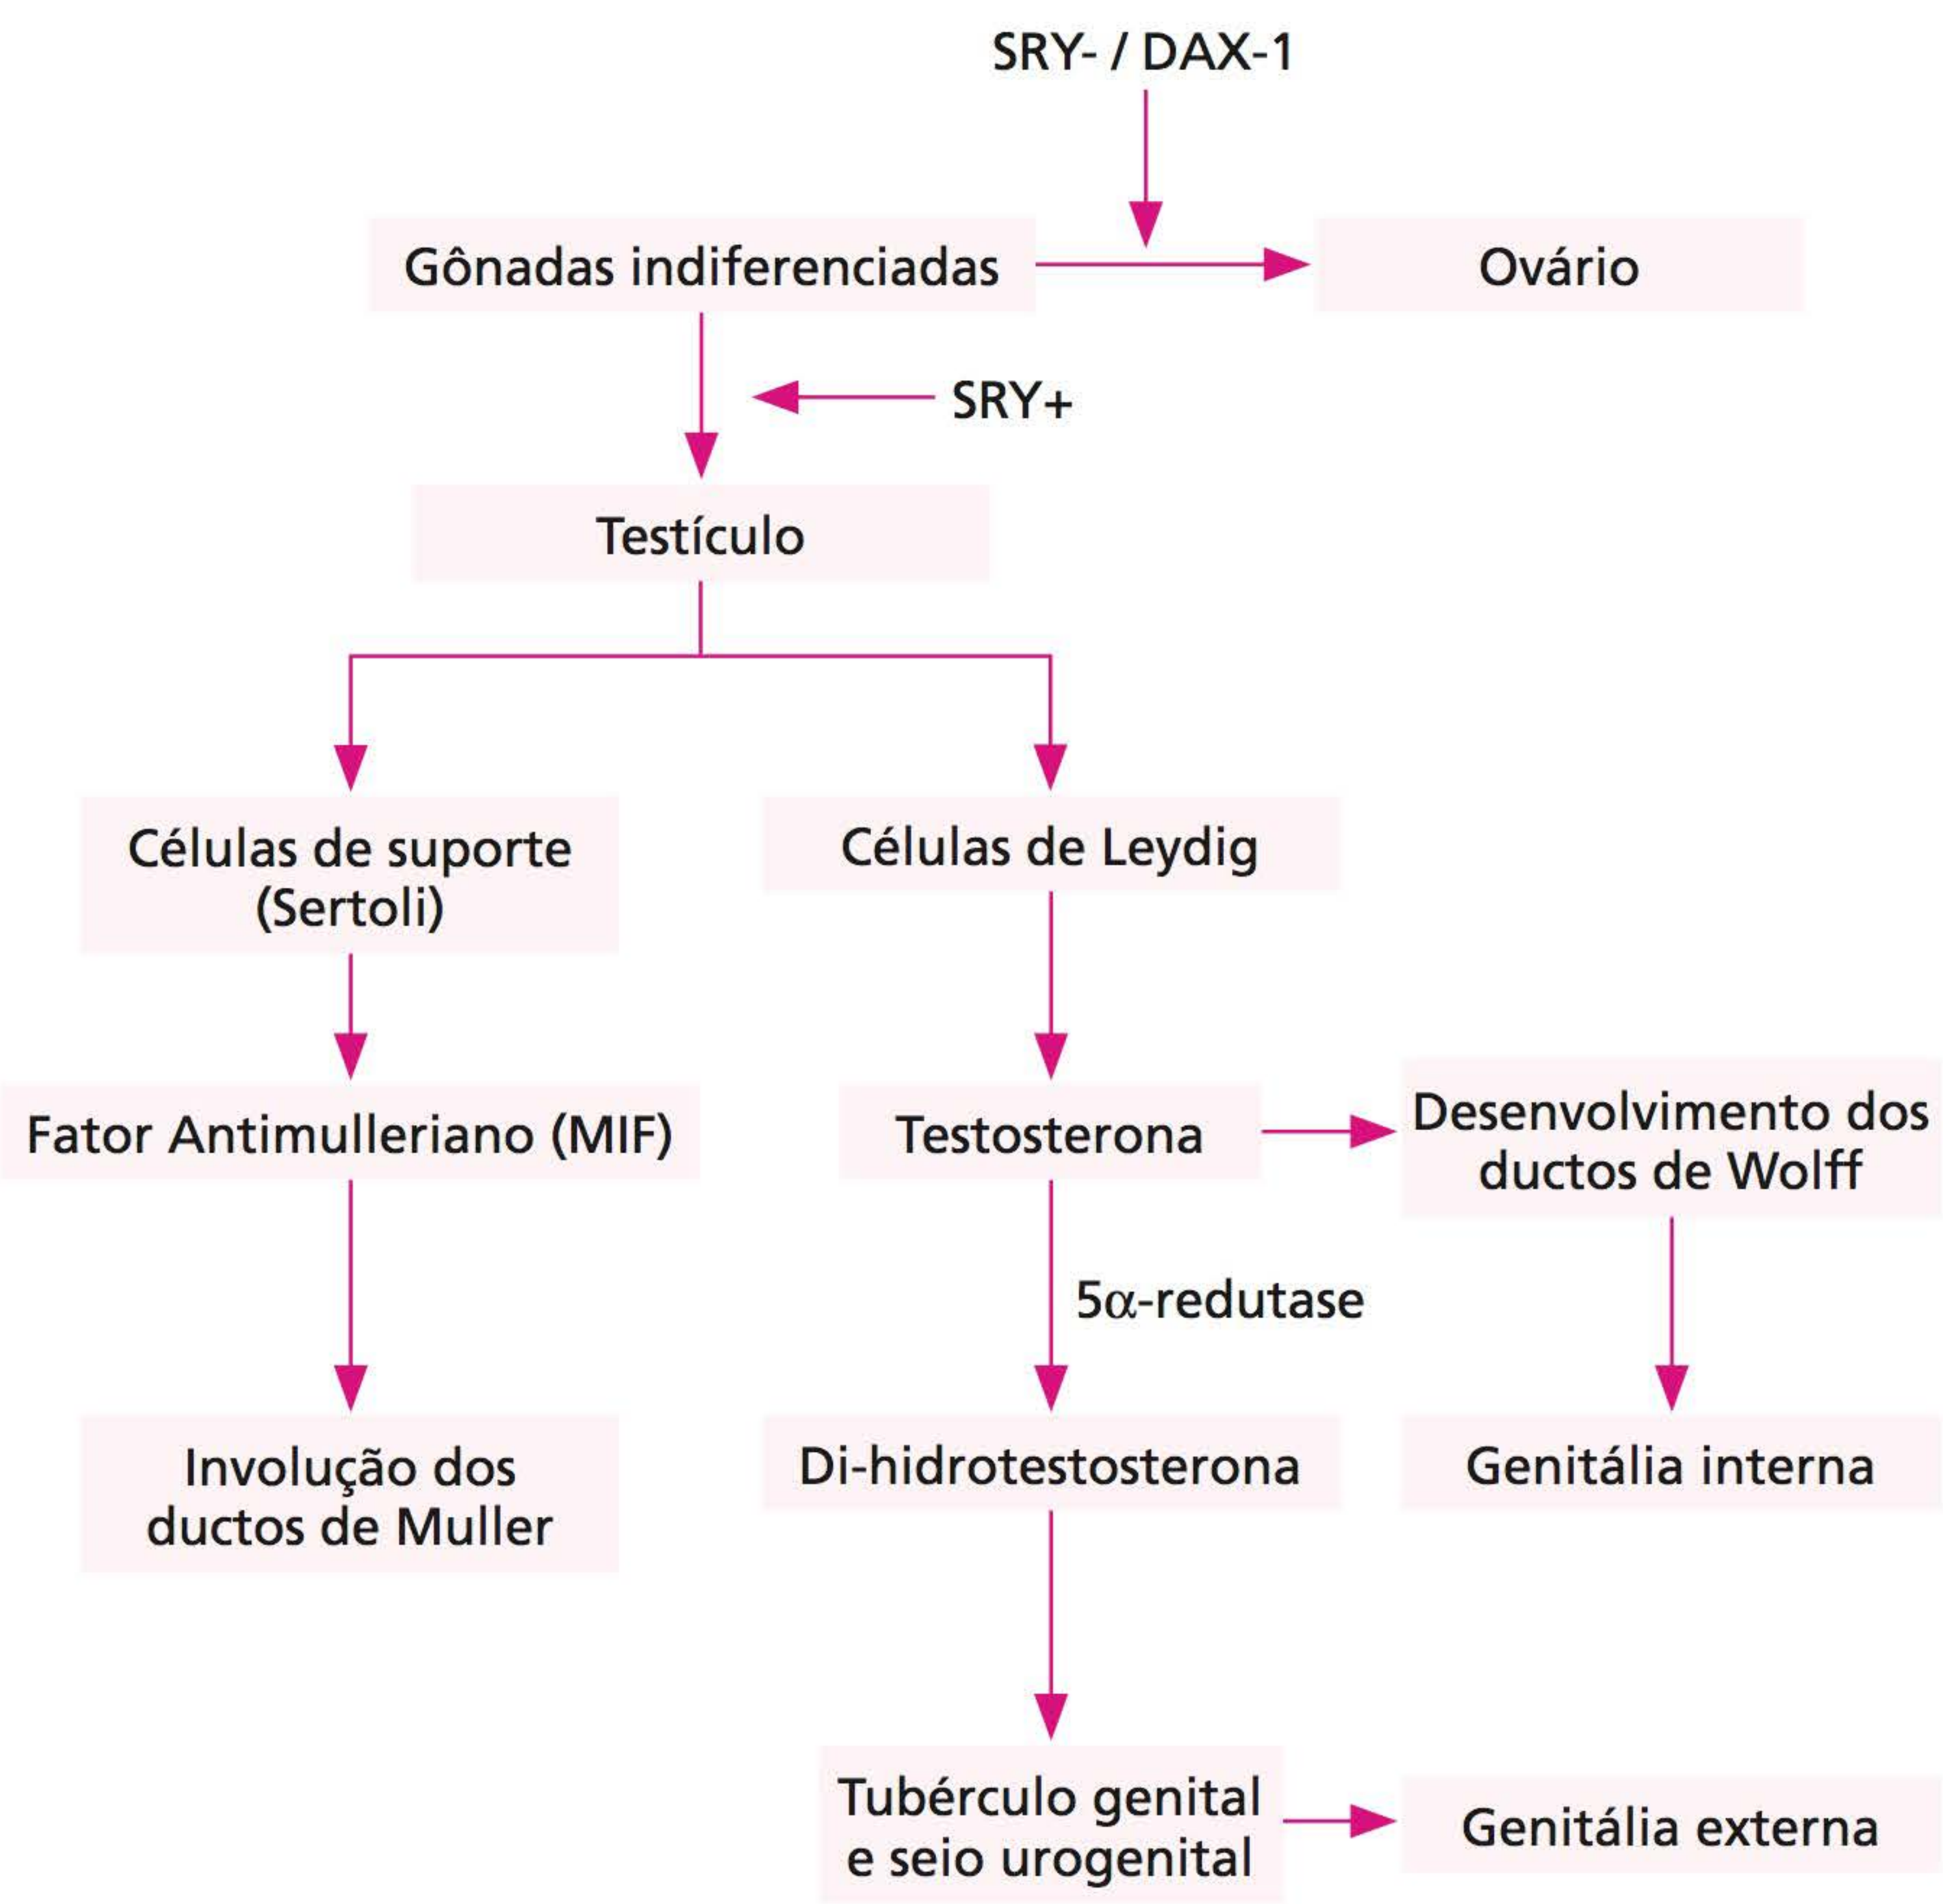 SRY- / DAX-1
Gônadas indiferenciadas
Ovário
SRY+
Testículo
Células de suporte
(Sertoli)
Células de Leydig
Fator Antimulleriano (MIF)
Testosterona
Desenvolvimento dos
ductos de Wolff
5α-redutase
Involução dos
ductos de Muller
Di-hidrotestosterona
Genitália interna
Tubérculo genital
e seio urogenital
Genitália externa